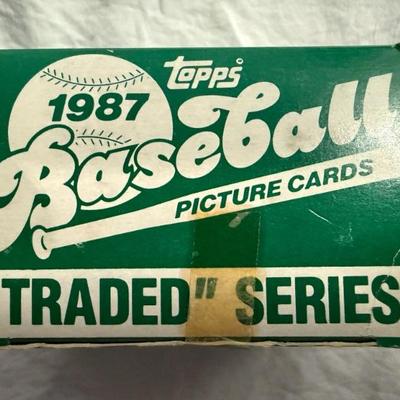 topps
1987
Baseball
PICTURE CARDS
TRADED" SERIES